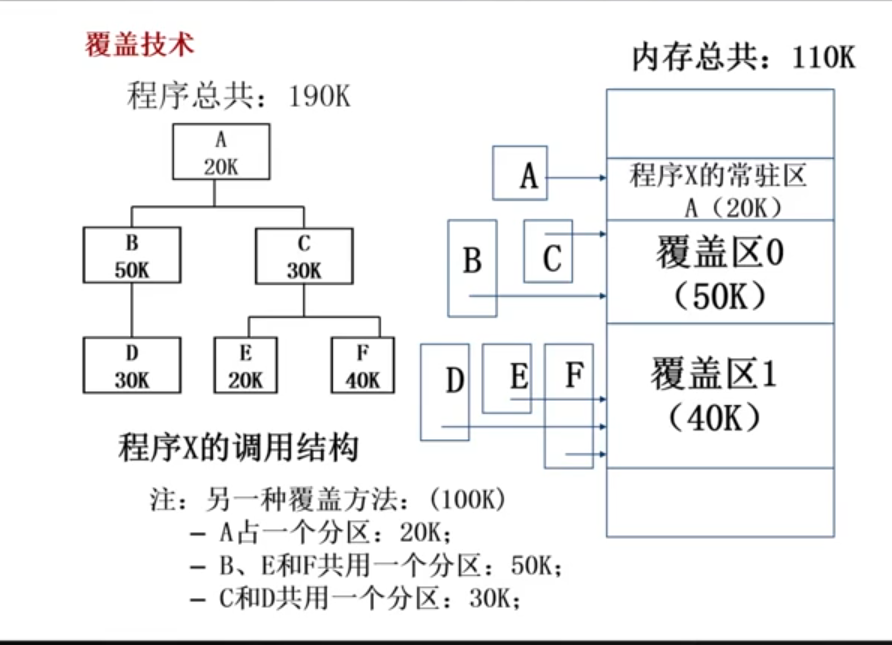 覆盖技术
内存总共：110K
程序总共：190K
A
20K
B
50K
C
30K
D
30K
E
20K
F
40K
程序X的调用结构
A
B
C
D
E
F
程序X的常驻区
A（20K）
覆盖区0
（50K）
覆盖区1
（40K）
注：另一种覆盖方法：(100K)
– A占一个分区：20K；
– B、E和F共用一个分区：50K；
– C和D共用一个分区：30K；